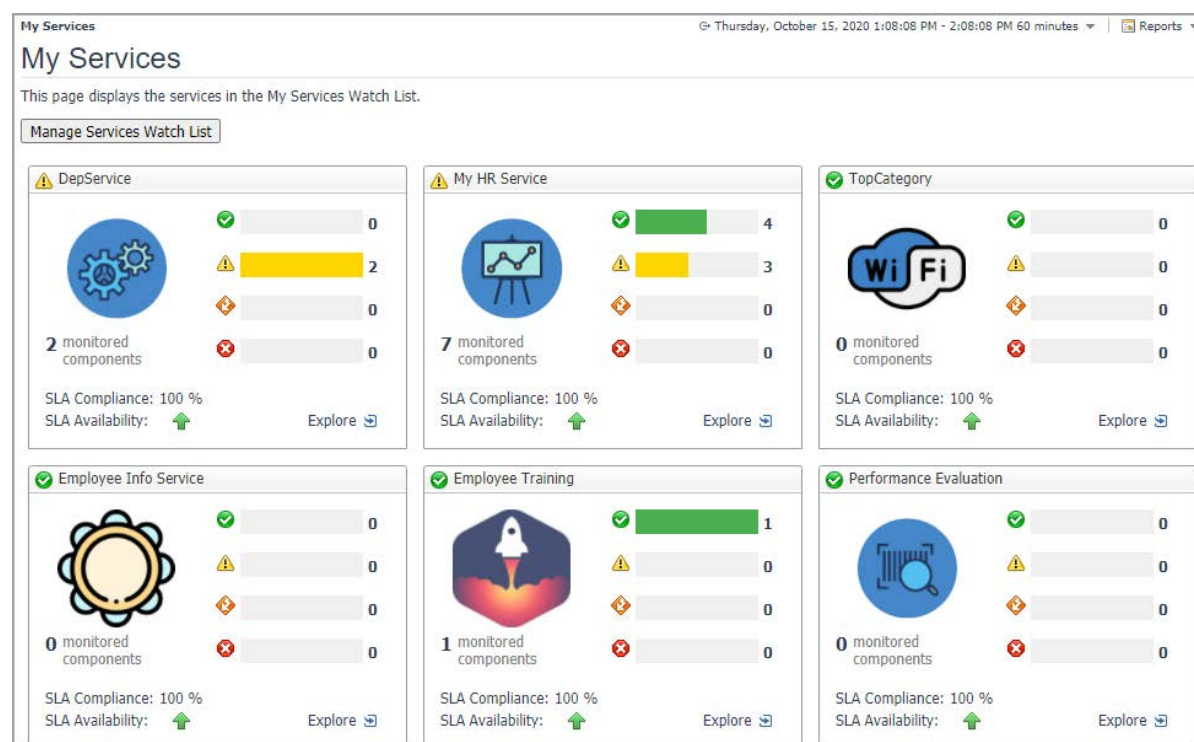 My Services
Thursday, October 15, 2020 1:08:08 PM - 2:08:08 PM 60 minutes
Reports
My Services
This page displays the services in the My Services Watch List.
Manage Services Watch List
DepService
0
2
0
0
2 monitored
components
SLA Compliance: 100 %
SLA Availability:
Explore
My HR Service
4
3
0
0
7 monitored
components
SLA Compliance: 100 %
SLA Availability:
Explore
TopCategory
Wi Fi
0
0
0
0
0 monitored
components
SLA Compliance: 100 %
SLA Availability:
Explore
Employee Info Service
0
0
0
0
0 monitored
components
SLA Compliance: 100 %
SLA Availability:
Explore
Employee Training
1
0
0
0
1 monitored
components
SLA Compliance: 100 %
SLA Availability:
Explore
Performance Evaluation
0
0
0
0
0 monitored
components
SLA Compliance: 100 %
SLA Availability:
Explore